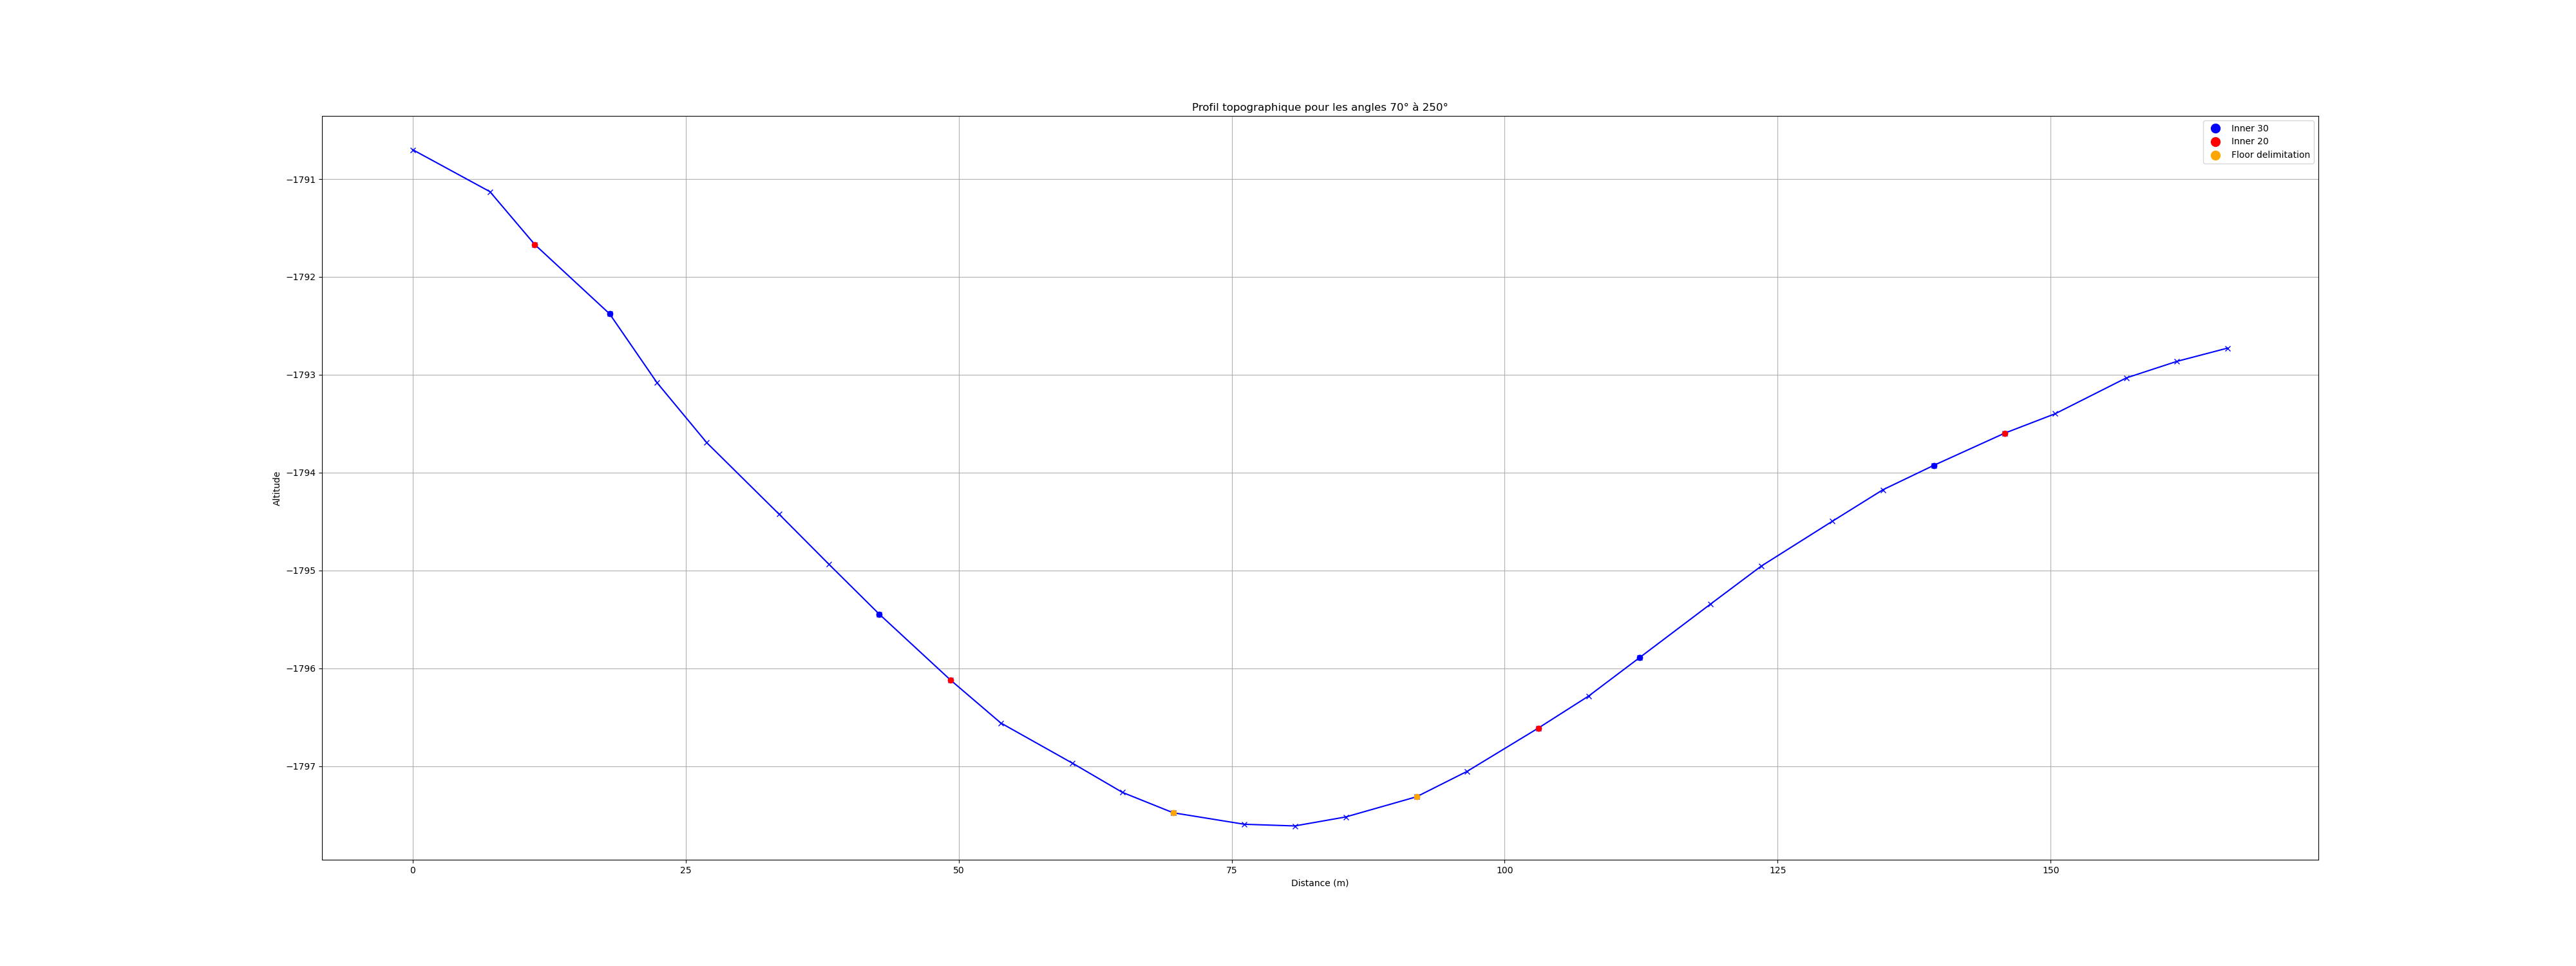 Profil topographique pour les angles 70° à 250°
Inner 30
Inner 20
Floor delimitation
−1791
−1792
−1793
−1794
−1795
−1796
−1797
Altitude
0 25 50 75 100 125 150
Distance (m)